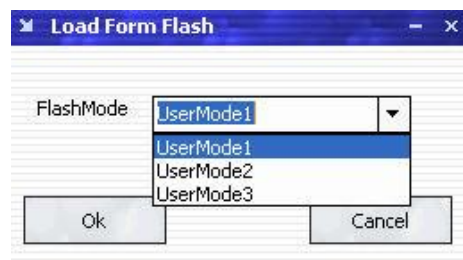 Load Form Flash
FlashMode UserMode1
UserMode1
UserMode2
UserMode3
Ok Cancel